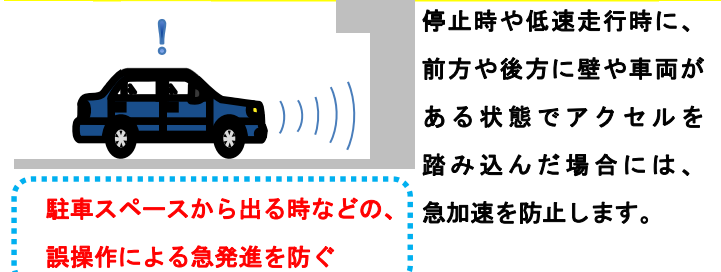 停止時や低速走行時に、
前方や後方に壁や車両が
ある状態でアクセルを
踏み込んだ場合には、
急加速を防止します。
!
駐車スペースから出る時などの、
誤操作による急発進を防ぐ